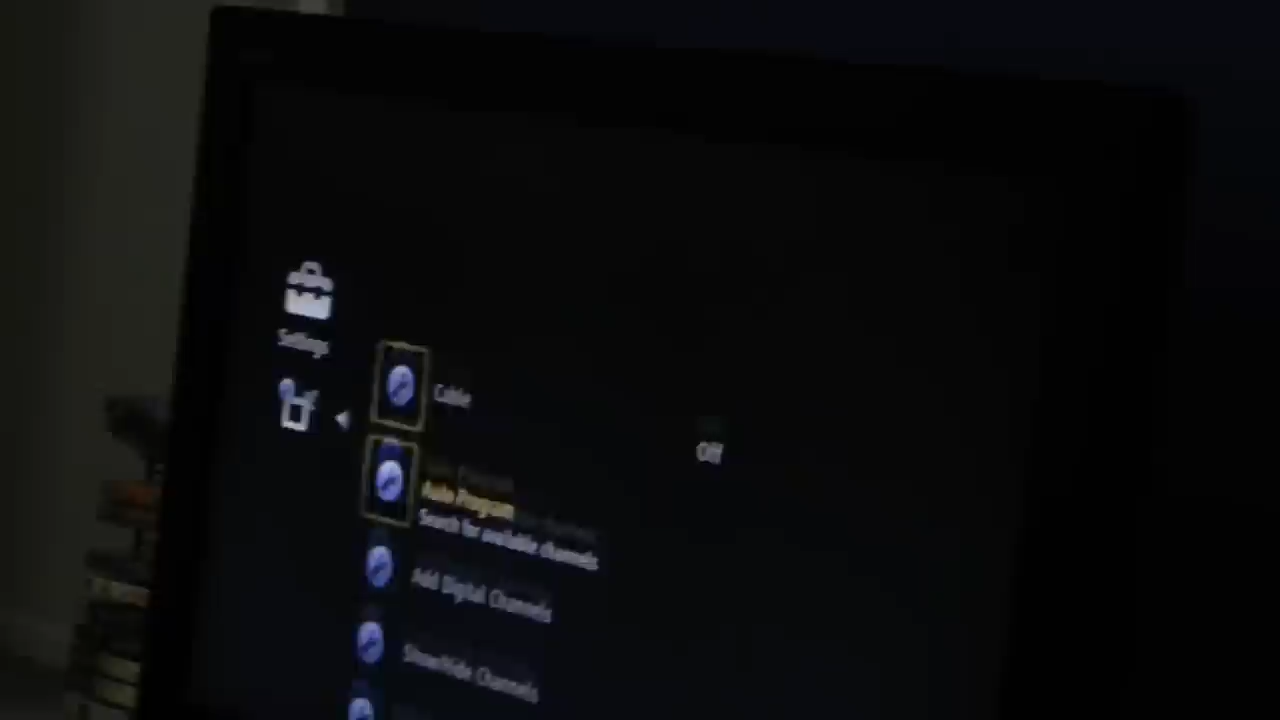 Settings
Cable
Off
Auto Program
Search for available channels
Add Digital Channels
Show/Hide Channels